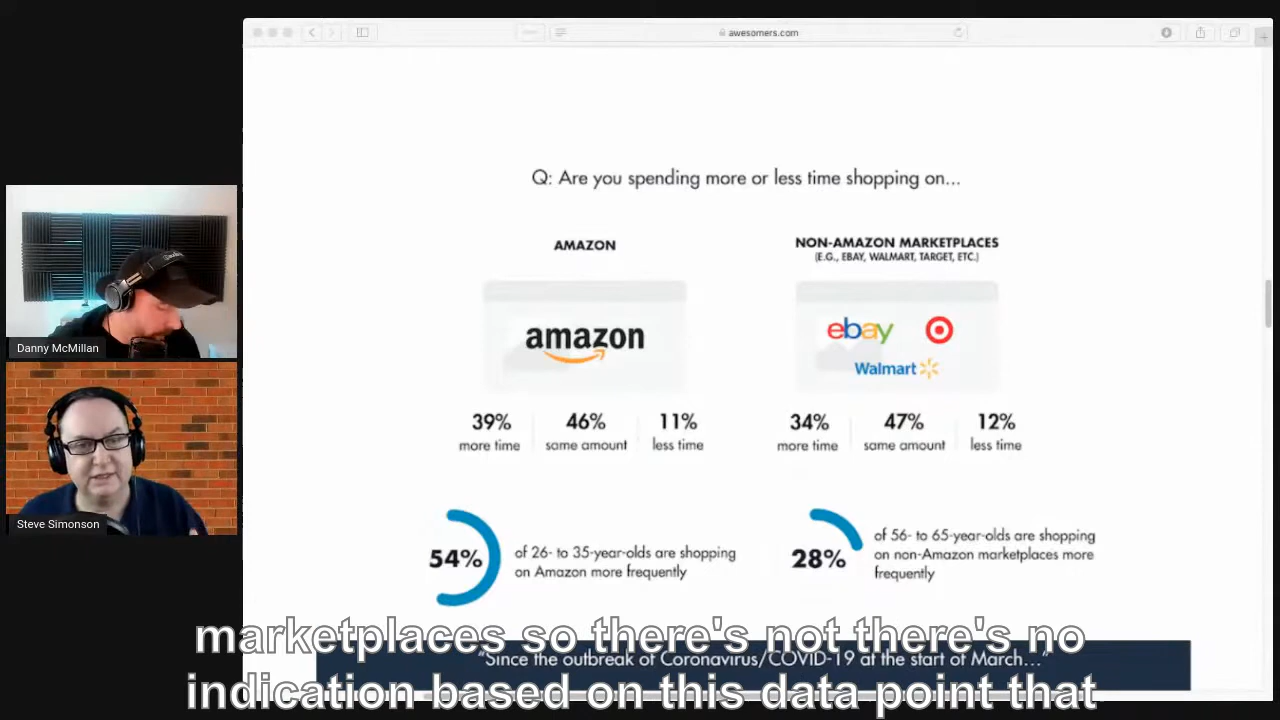 awesomers.com
Q: Are you spending more or less time shopping on...
AMAZON
amazon
39% 46% 11%
more time same amount less time
NON-AMAZON MARKETPLACES
(E.G., EBAY, WALMART, TARGET, ETC.)
ebay
Walmart
34% 47% 12%
more time same amount less time
54%
of 26- to 35-year-olds are shopping
on Amazon more frequently
28%
of 56- to 65-year-olds are shopping
on non-Amazon marketplaces more
frequently
"Since the outbreak of Coronavirus/COVID-19 at the start of March..."
Danny McMillan
Steve Simonson
marketplaces so there's not there's no
indication based on this data point that